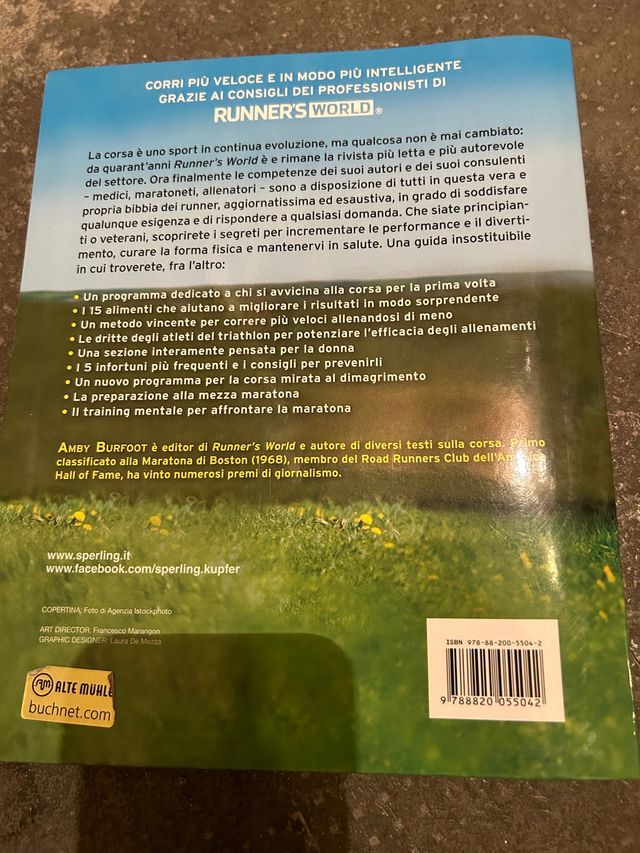 CORRI PIÙ VELOCE E IN MODO PIÙ INTELLIGENTE
GRAZIE AI CONSIGLI DEI PROFESSIONISTI DI
RUNNER'S WORLD®
La corsa è uno sport in continua evoluzione, ma qualcosa non è mai cambiato:
da quarant'anni Runner's World è e rimane la rivista più letta e più autorevole
del settore. Ora finalmente le competenze dei suoi autori e dei suoi consulenti
– medici, maratoneti, allenatori – sono a disposizione di tutti in questa vera e
propria bibbia dei runner, aggiornatissima ed esaustiva, in grado di soddisfare
qualunque esigenza e di rispondere a qualsiasi domanda. Che siate principian-
ti o veterani, scoprirete i segreti per incrementare le performance e il diverti-
mento, curare la forma fisica e mantenervi in salute. Una guida insostituibile
in cui troverete, fra l'altro:
• Un programma dedicato a chi si avvicina alla corsa per la prima volta
• I 15 alimenti che aiutano a migliorare i risultati in modo sorprendente
• Un metodo vincente per correre più veloci allenandosi di meno
• Le dritte degli atleti del triathlon per potenziare l'efficacia degli allenamenti
• Una sezione interamente pensata per la donna
• I 5 infortuni più frequenti e i consigli per prevenirli
• Un nuovo programma per la corsa mirata al dimagrimento
• La preparazione alla mezza maratona
• Il training mentale per affrontare la maratona
AMBY BURFOOT è editor di Runner's World e autore di diversi testi sulla corsa. Primo
classificato alla Maratona di Boston (1968), membro del Road Runners Club
Hall of Fame, ha vinto numerosi premi di giornalismo.
www.sperling.it
www.facebook.com/sperling.kupfer
COPERTINA: Foto di Agenzia Istockphoto
ART DIRECTOR: Francesco Marangon
GRAPHIC DESIGNER: Laura De Mezza
AM ALTE MÜHLE
buchnet.com
ISBN 978-88-200-5504-2
9 788820 055042